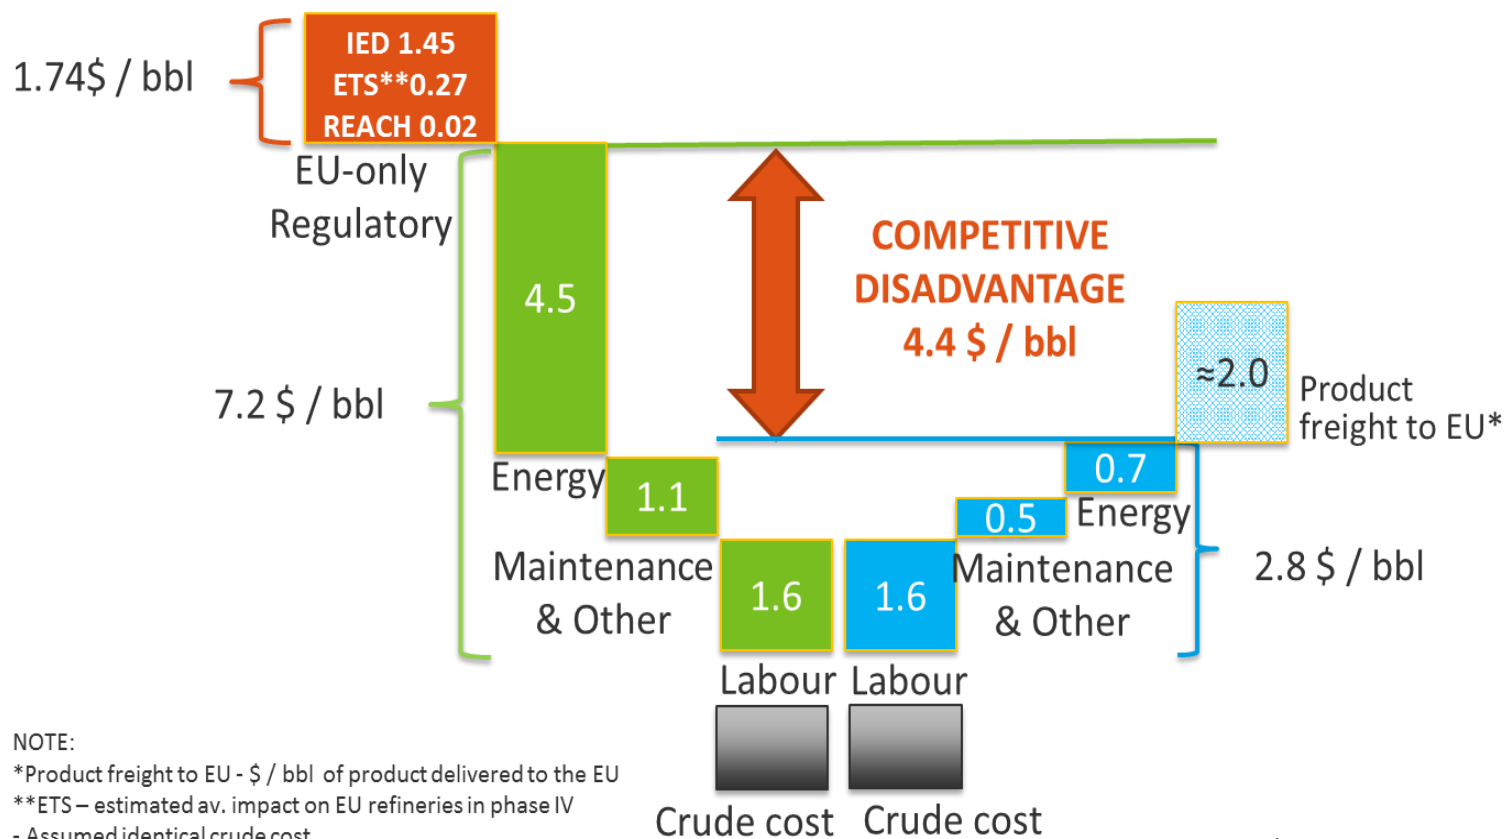 IED 1.45
ETS**0.27
REACH 0.02
1.74$ / bbl
EU-only
Regulatory
4.5
COMPETITIVE
DISADVANTAGE
4.4 $ / bbl
7.2 $ / bbl
≈2.0
Product
freight to EU*
Energy
1.1
0.7
0.5
Energy
Maintenance
& Other
1.6
1.6
Maintenance
& Other
2.8 $ / bbl
Labour
Labour
NOTE:
*Product freight to EU - $ / bbl of product delivered to the EU
**ETS – estimated av. impact on EU refineries in phase IV
- Assumed identical crude cost
Crude cost
Crude cost